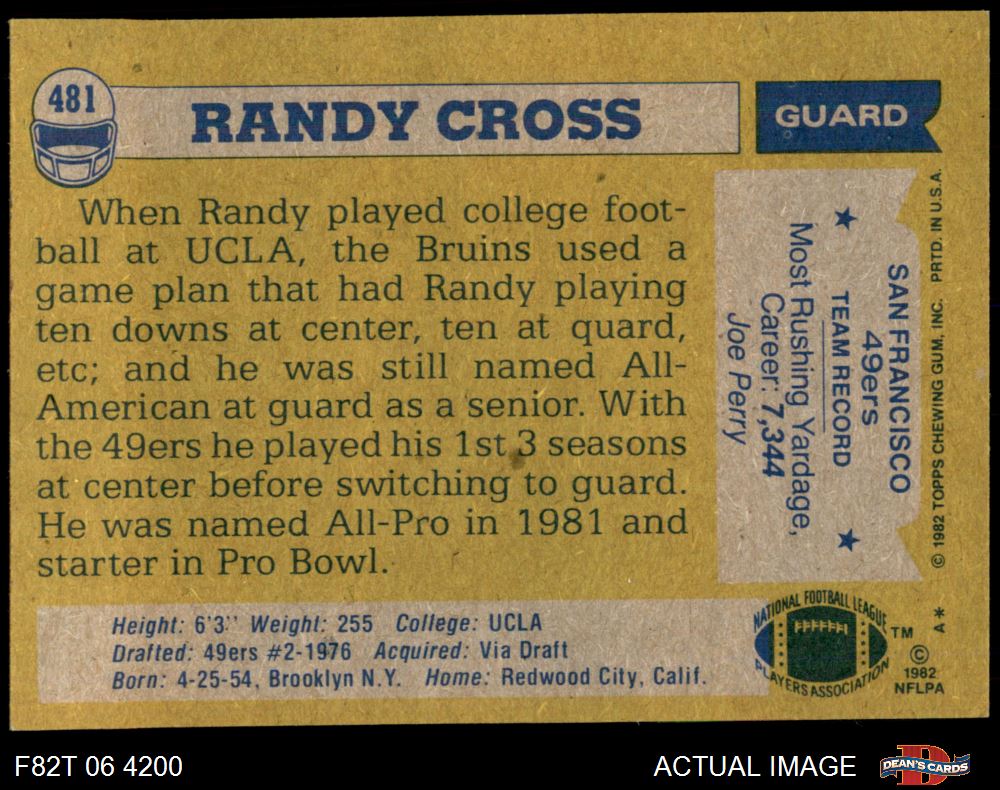 481
RANDY CROSS
GUARD
When Randy played college foot-
ball at UCLA, the Bruins used a
game plan that had Randy playing
ten downs at center, ten at guard,
etc; and he was still named All-
American at guard as a senior. With
the 49ers he played his 1st 3 seasons
at center before switching to guard.
He was named All-Pro in 1981 and
starter in Pro Bowl.
SAN FRANCISCO
49ers
★ TEAM RECORD ★
Most Rushing Yardage,
Career: 7,344
Joe Perry
© 1982 TOPPS CHEWING GUM, INC. PRTD. IN U.S.A.
Height: 6'3" Weight: 255 College: UCLA
Drafted: 49ers #2-1976 Acquired: Via Draft
Born: 4-25-54, Brooklyn N.Y. Home: Redwood City, Calif.
NATIONAL FOOTBALL LEAGUE
PLAYERS ASSOCIATION
TM
A*
©
1982
NFLPA
F82T 06 4200
ACTUAL IMAGE
DEAN'S CARDS